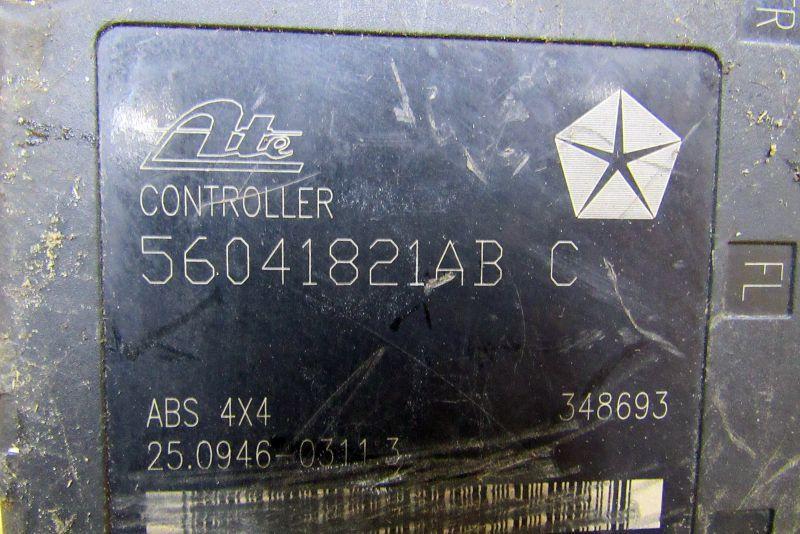 Ate
CONTROLLER
56041821AB C
ABS 4X4
348693
25.0946-0311.3
FL